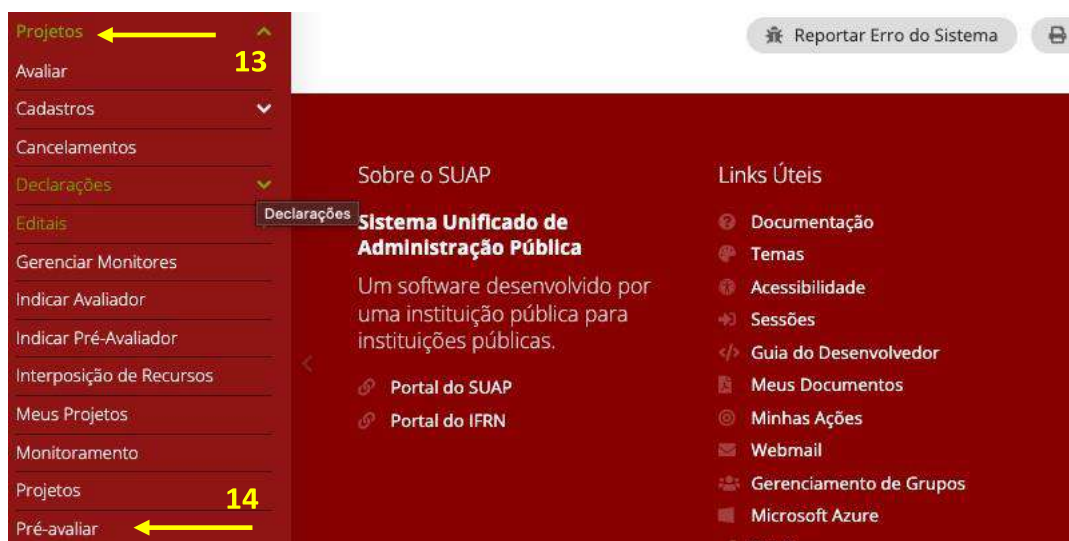 Projetos
13
Avaliar
Cadastros
Cancelamentos
Declarações
Declarações
Editais
Gerenciar Monitores
Indicar Avaliador
Indicar Pré-Avaliador
Interposição de Recursos
Meus Projetos
Monitoramento
Projetos
14
Pré-avaliar
Reportar Erro do Sistema
Sobre o SUAP
Sistema Unificado de
Administração Pública
Um software desenvolvido por
uma instituição pública para
instituições públicas.
Portal do SUAP
Portal do IFRN
Links Úteis
Documentação
Temas
Acessibilidade
Sessões
Guia do Desenvolvedor
Meus Documentos
Minhas Ações
Webmail
Gerenciamento de Grupos
Microsoft Azure